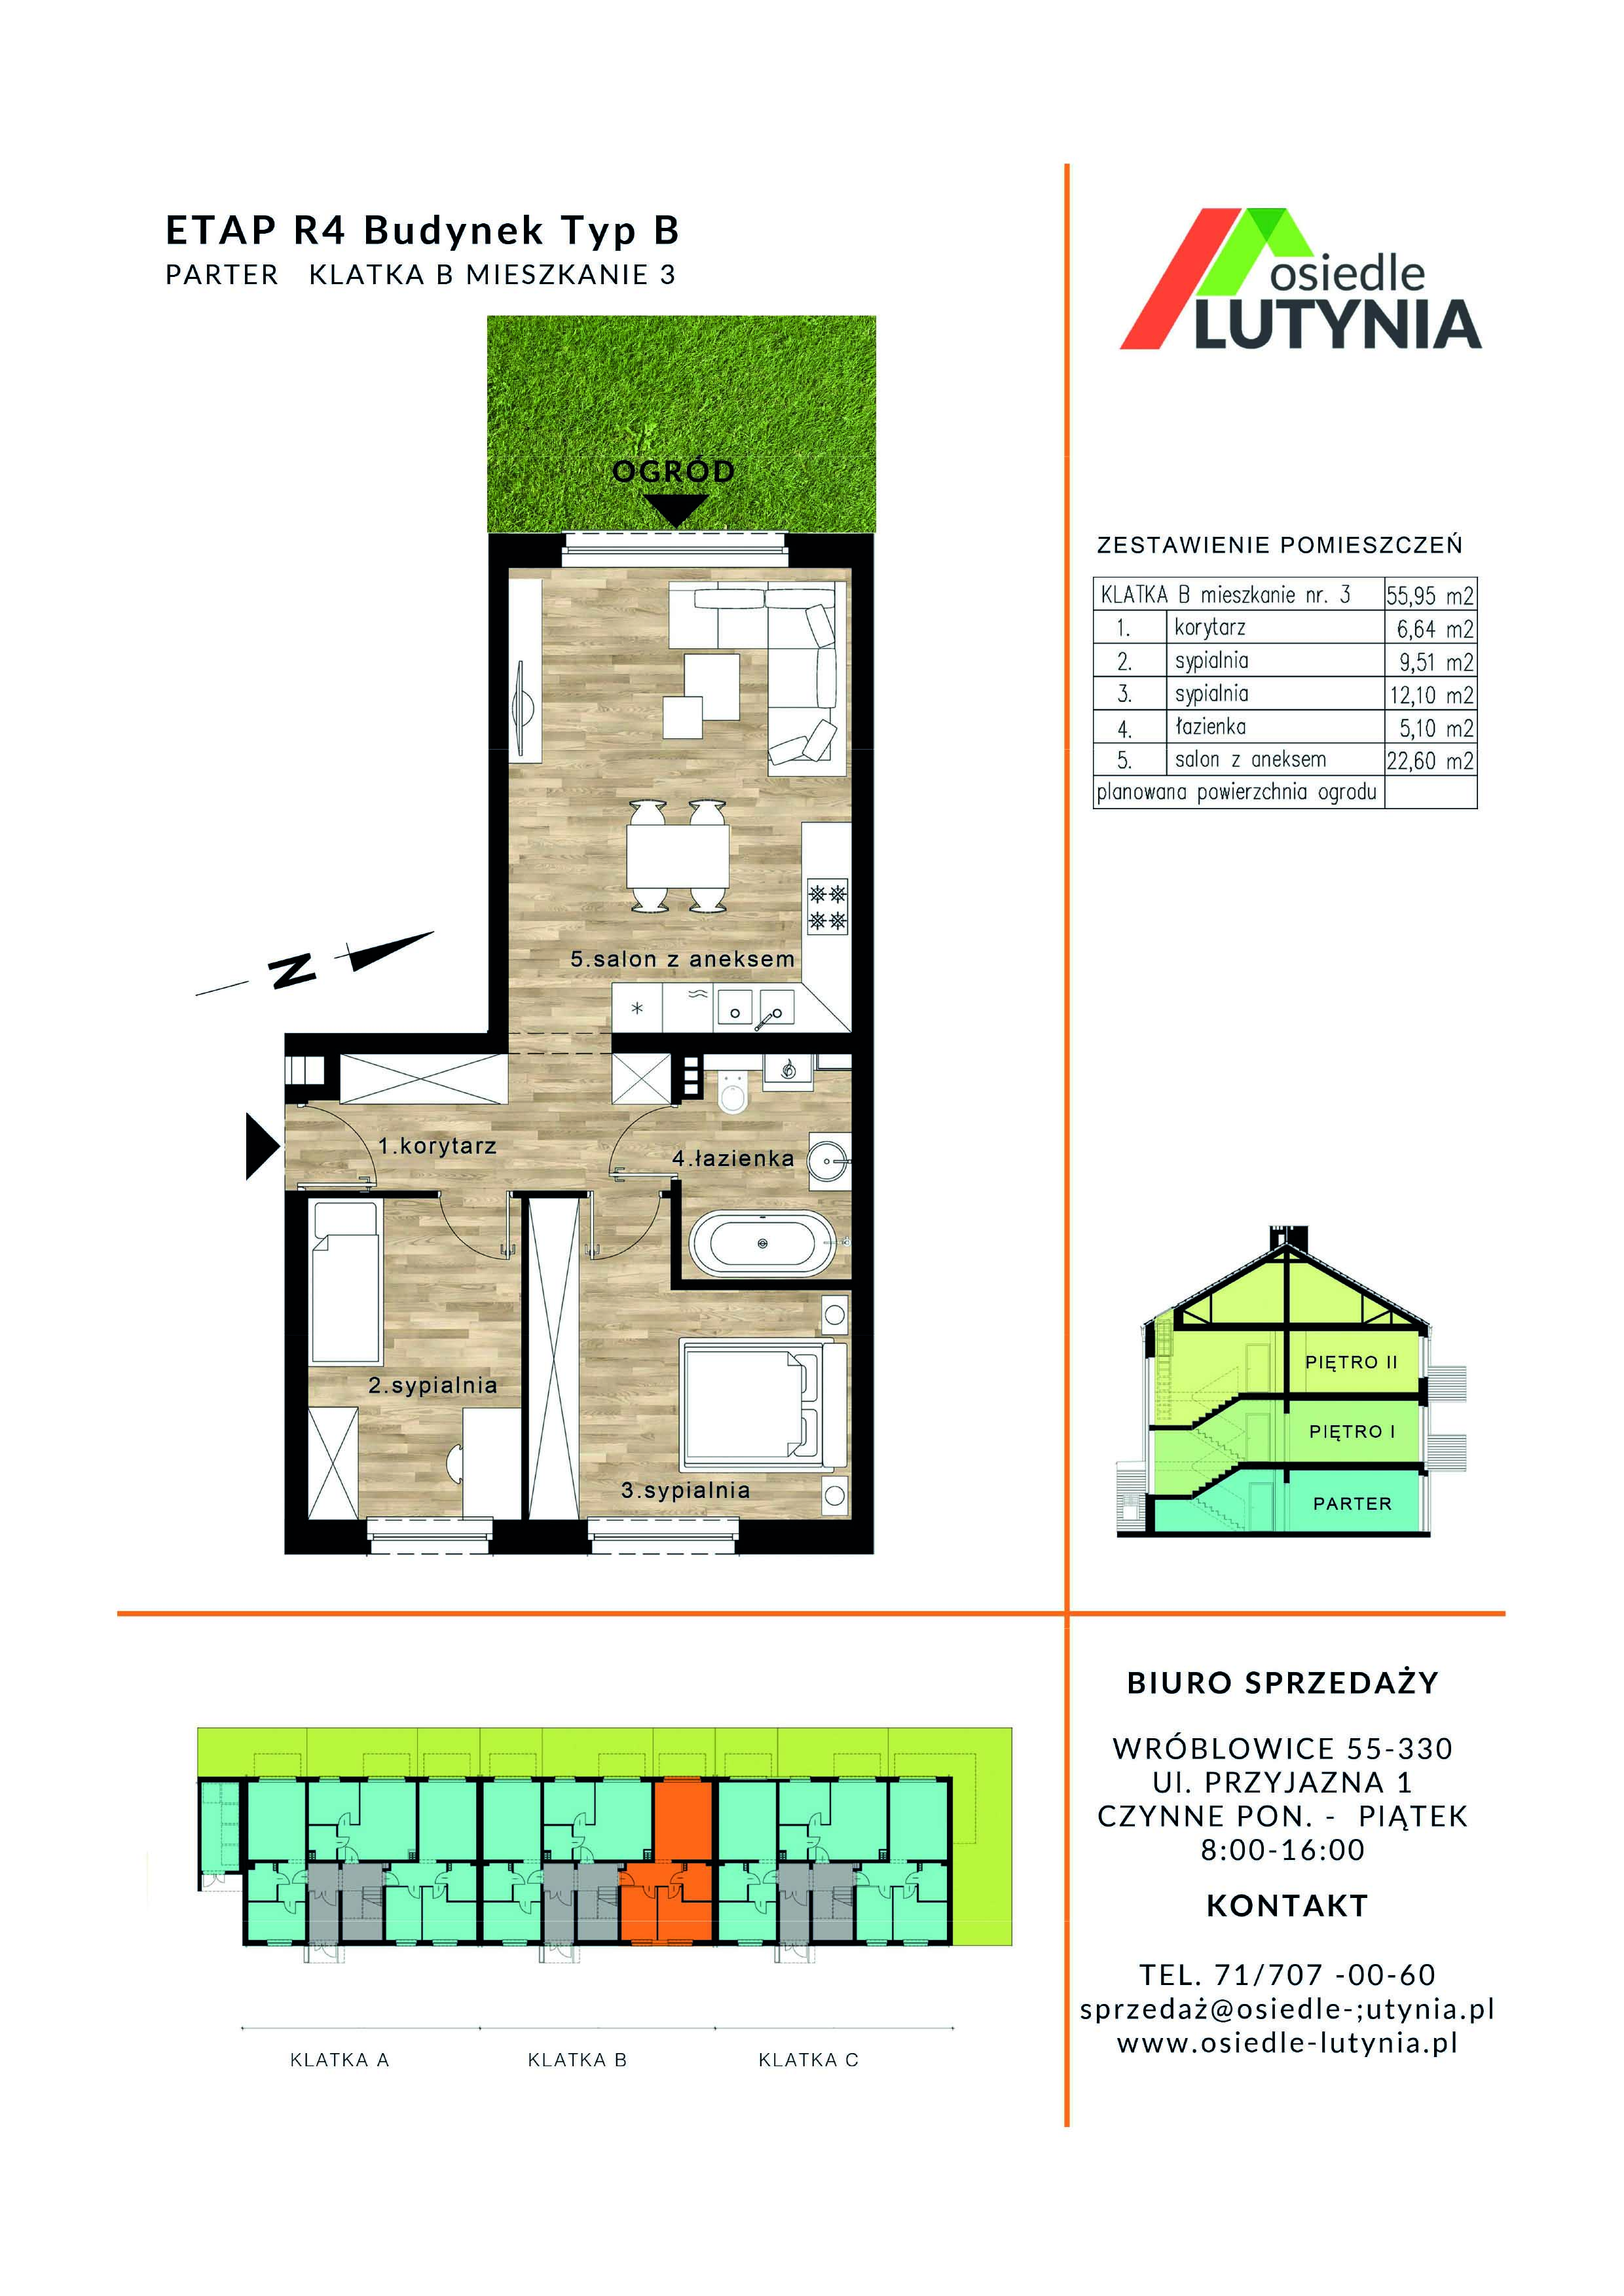 ETAP R4 Budynek Typ B
PARTER KLATKA B MIESZKANIE 3
osiedle
LUTYNIA
OGRÓD
ZESTAWIENIE POMIESZCZEŃ
KLATKA B mieszkanie nr. 3 55,95 m2
1. korytarz 6,64 m2
2. sypialnia 9,51 m2
3. sypialnia 12,10 m2
4. łazienka 5,10 m2
5. salon z aneksem 22,60 m2
planowana powierzchnia ogrodu
5.salon z aneksem
N
1.korytarz
4.łazienka
2.sypialnia
3.sypialnia
PIĘTRO II
PIĘTRO I
PARTER
BIURO SPRZEDAŻY
WRÓBLOWICE 55-330
Ul. PRZYJAZNA 1
CZYNNE PON. - PIĄTEK
8:00-16:00
KONTAKT
TEL. 71/707 -00-60
sprzedaż@osiedle-;utynia.pl
www.osiedle-lutynia.pl
KLATKA A
KLATKA B
KLATKA C